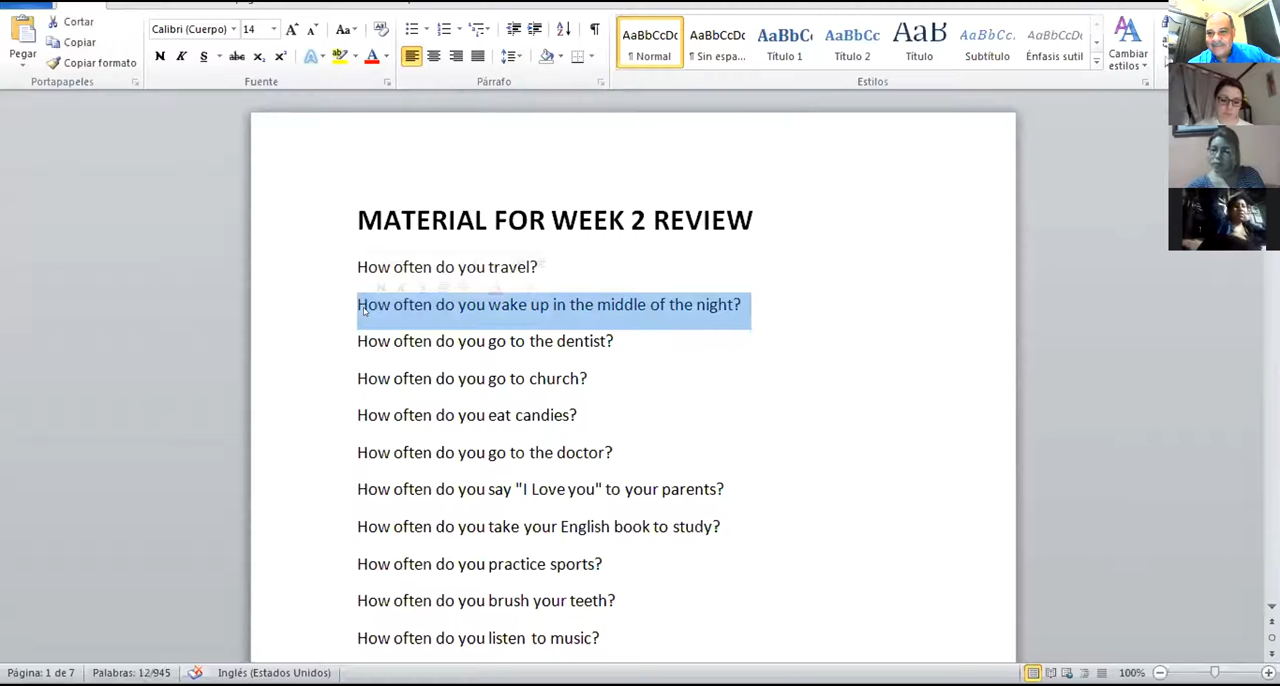 Cortar
Copiar
Pegar
Copiar formato
Portapapeles
Calibri (Cuerpo)
14
Aa
N K S abc x₂ x²
Fuente
Párrafo
AaBbCcDc AaBbCcDc AaBbC AaBbCc AaB AaBbCc. AaBbCcDc
¶ Normal ¶ Sin espa... Título 1 Título 2 Título Subtítulo Énfasis sutil
Cambiar
estilos
Estilos
MATERIAL FOR WEEK 2 REVIEW
How often do you travel?
How often do you wake up in the middle of the night?
How often do you go to the dentist?
How often do you go to church?
How often do you eat candies?
How often do you go to the doctor?
How often do you say "I Love you" to your parents?
How often do you take your English book to study?
How often do you practice sports?
How often do you brush your teeth?
How often do you listen to music?
Página: 1 de 7 Palabras: 12/945 Inglés (Estados Unidos) 100%